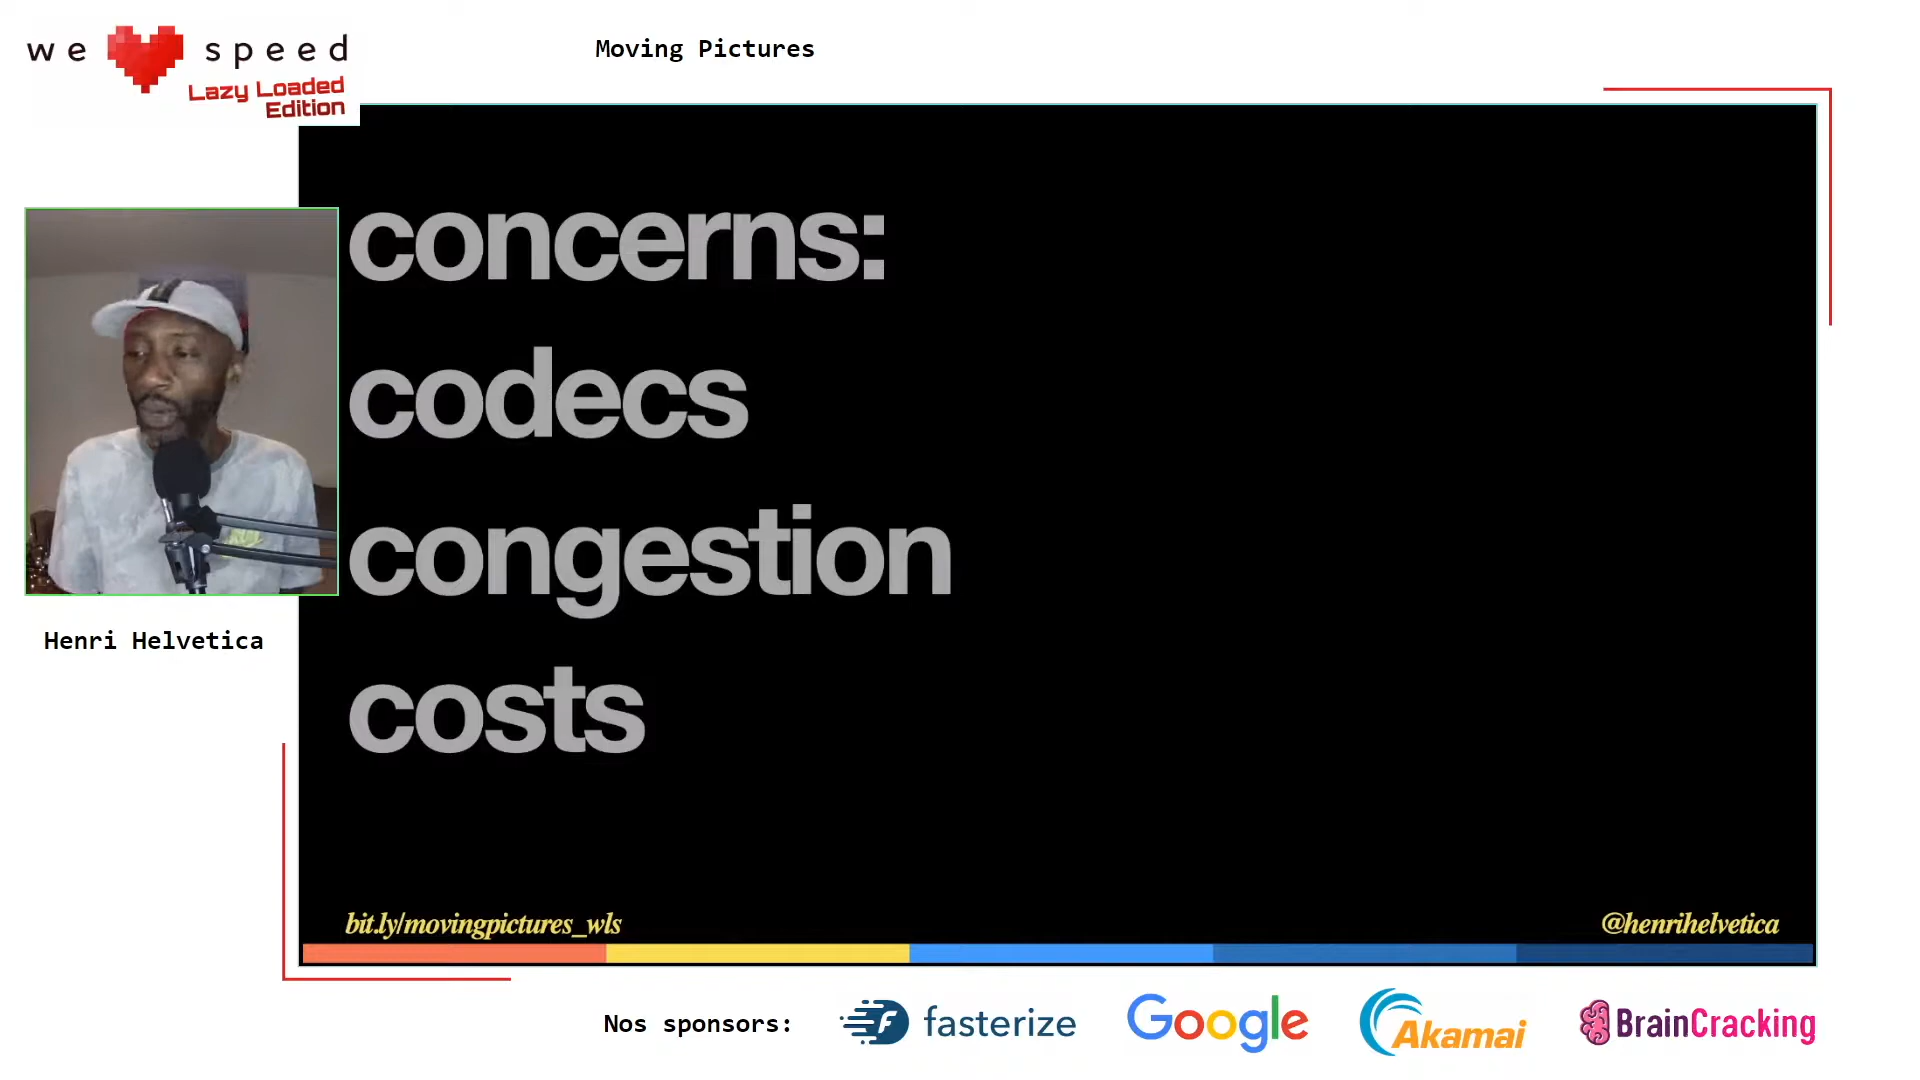 we speed
Lazy Loaded
Edition
Moving Pictures
concerns:
codecs
congestion
costs
Henri Helvetica
bit.ly/movingpictures_wls
@henrihelvetica
Nos sponsors:
fasterize
Google
Akamai
BrainCracking